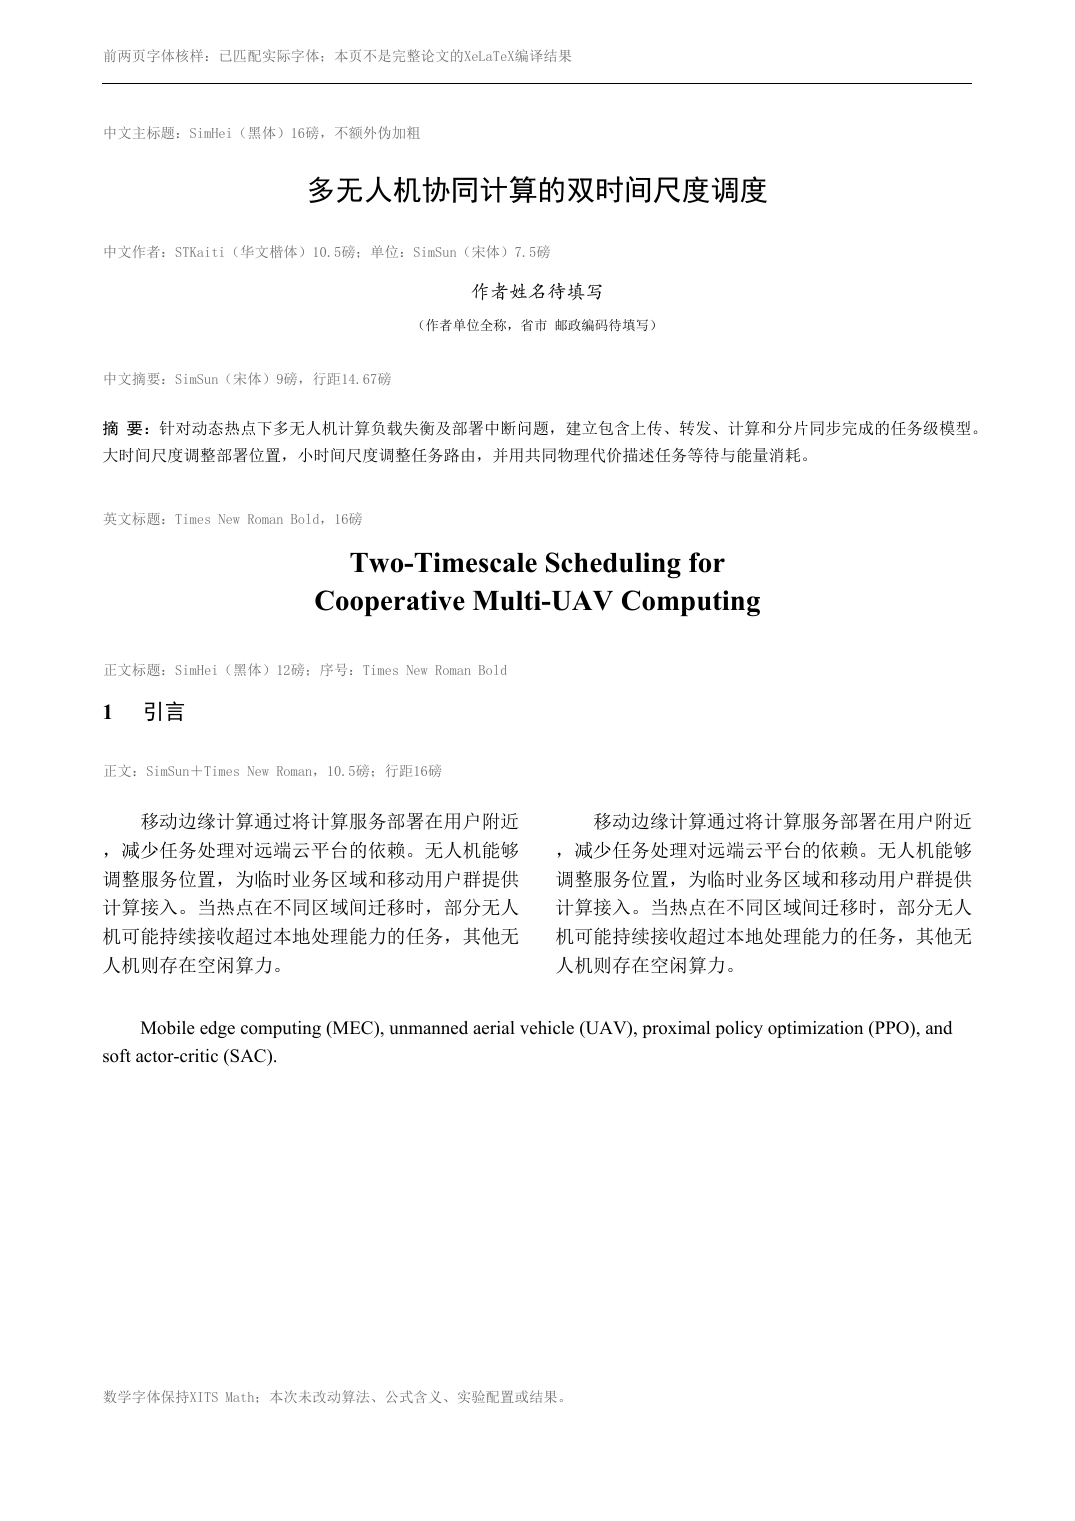 前两页字体核样：已匹配实际字体；本页不是完整论文的XeLaTeX编译结果
中文主标题：SimHei（黑体）16磅，不额外伪加粗
多无人机协同计算的双时间尺度调度
中文作者：STKaiti（华文楷体）10.5磅；单位：SimSun（宋体）7.5磅
作者姓名待填写
（作者单位全称，省市 邮政编码待填写）
中文摘要：SimSun（宋体）9磅，行距14.67磅
摘 要：针对动态热点下多无人机计算负载失衡及部署中断问题，建立包含上传、转发、计算和分片同步完成的任务级模型。
大时间尺度调整部署位置，小时间尺度调整任务路由，并用共同物理代价描述任务等待与能量消耗。
英文标题：Times New Roman Bold，16磅
Two-Timescale Scheduling for
Cooperative Multi-UAV Computing
正文标题：SimHei（黑体）12磅；序号：Times New Roman Bold
1 引言
正文：SimSun＋Times New Roman，10.5磅；行距16磅
移动边缘计算通过将计算服务部署在用户附近
，减少任务处理对远端云平台的依赖。无人机能够
调整服务位置，为临时业务区域和移动用户群提供
计算接入。当热点在不同区域间迁移时，部分无人
机可能持续接收超过本地处理能力的任务，其他无
人机则存在空闲算力。
移动边缘计算通过将计算服务部署在用户附近
，减少任务处理对远端云平台的依赖。无人机能够
调整服务位置，为临时业务区域和移动用户群提供
计算接入。当热点在不同区域间迁移时，部分无人
机可能持续接收超过本地处理能力的任务，其他无
人机则存在空闲算力。
Mobile edge computing (MEC), unmanned aerial vehicle (UAV), proximal policy optimization (PPO), and
soft actor-critic (SAC).
数学字体保持XITS Math；本次未改动算法、公式含义、实验配置或结果。